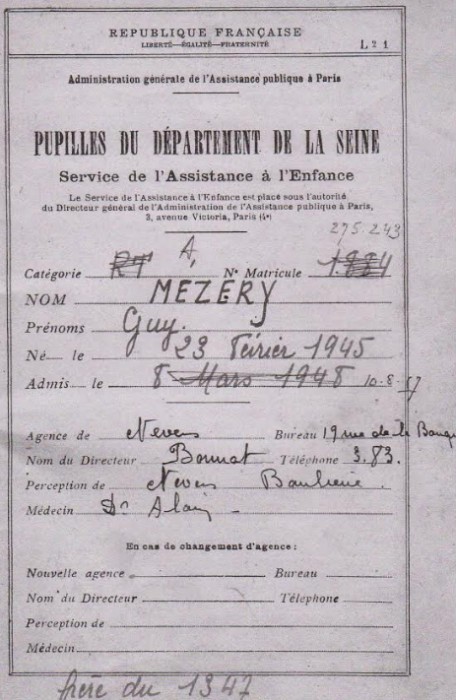 REPUBLIQUE FRANÇAISE
LIBERTÉ—ÉGALITÉ—FRATERNITÉ
L 2 1
Administration générale de l'Assistance publique à Paris
PUPILLES DU DÉPARTEMENT DE LA SEINE
Service de l'Assistance à l'Enfance
Le Service de l'Assistance à l'Enfance est placé sous l'autorité
du Directeur général de l'Administration de l'Assistance publique à Paris,
3, avenue Victoria, Paris (4e)
275.243
Catégorie A, N° Matricule
NOM MEZERY
Prénoms Guy.
Né le 23 Février 1945
Admis le 8 Mars 1948 10-8-57
Agence de Nevers Bureau 19 rue de la Banq
Nom du Directeur Bonnat Téléphone 3.83.
Perception de Nevers Banlieue.
Médecin Dr Alain
En cas de changement d'agence :
Nouvelle agence Bureau
Nom du Directeur Téléphone
Perception de
Médecin
frère du 1347